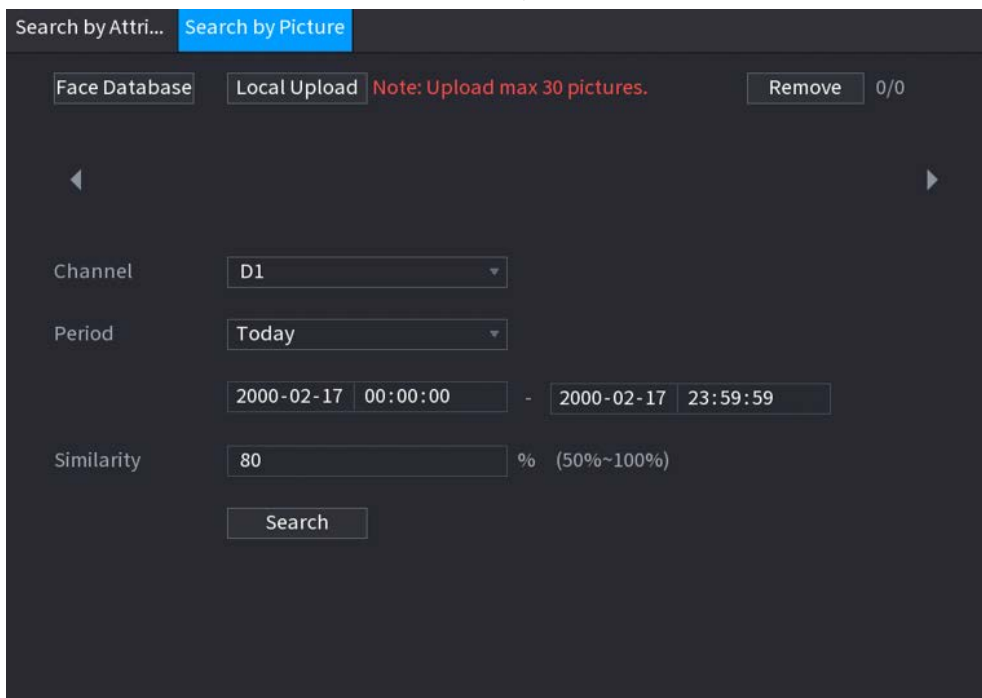 Search by Attri... Search by Picture
Face Database Local Upload Note: Upload max 30 pictures. Remove 0/0
Channel D1
Period Today
2000-02-17 00:00:00 - 2000-02-17 23:59:59
Similarity 80 % (50%~100%)
Search